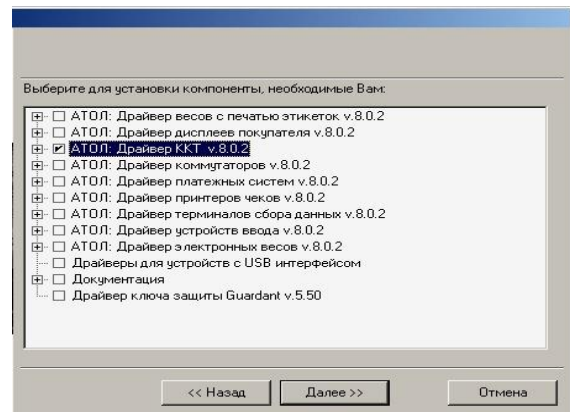 Выберите для установки компоненты, необходимые Вам:
АТОЛ: Драйвер весов с печатью этикеток v.8.0.2
АТОЛ: Драйвер дисплеев покупателя v.8.0.2
АТОЛ: Драйвер ККТ v.8.0.2
АТОЛ: Драйвер коммутаторов v.8.0.2
АТОЛ: Драйвер платежных систем v.8.0.2
АТОЛ: Драйвер принтеров чеков v.8.0.2
АТОЛ: Драйвер терминалов сбора данных v.8.0.2
АТОЛ: Драйвер устройств ввода v.8.0.2
АТОЛ: Драйвер электронных весов v.8.0.2
Драйверы для устройств с USB интерфейсом
Документация
Драйвер ключа защиты Guardant v.5.50
<< Назад Далее >> Отмена